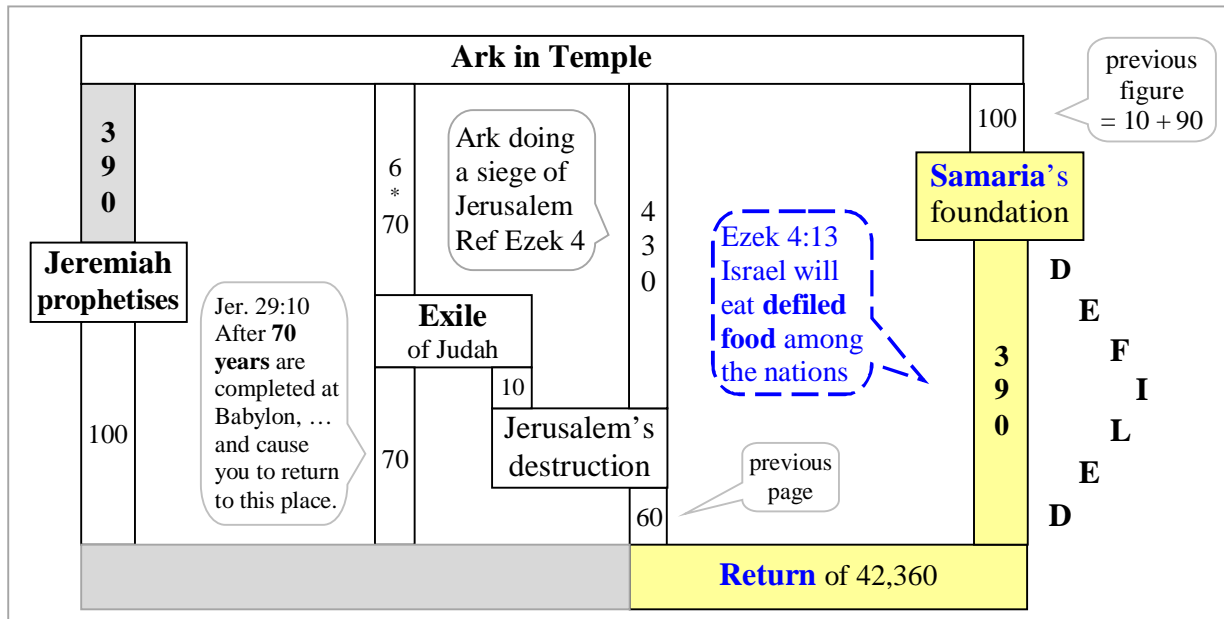 Ark in Temple
previous
figure
= 10 + 90
3
9
0
100
6
*
70
Ark doing
a siege of
Jerusalem
Ref Ezek 4
4
3
0
Samaria's
foundation
Ezek 4:13
Israel will
eat defiled
food among
the nations
Jeremiah
prophetises
Jer. 29:10
After 70
years are
completed at
Babylon, …
and cause
you to return
to this place.
Exile
of Judah
10
100
70
Jerusalem's
destruction
previous
page
60
3
9
0
D
E
F
I
L
E
D
Return of 42,360